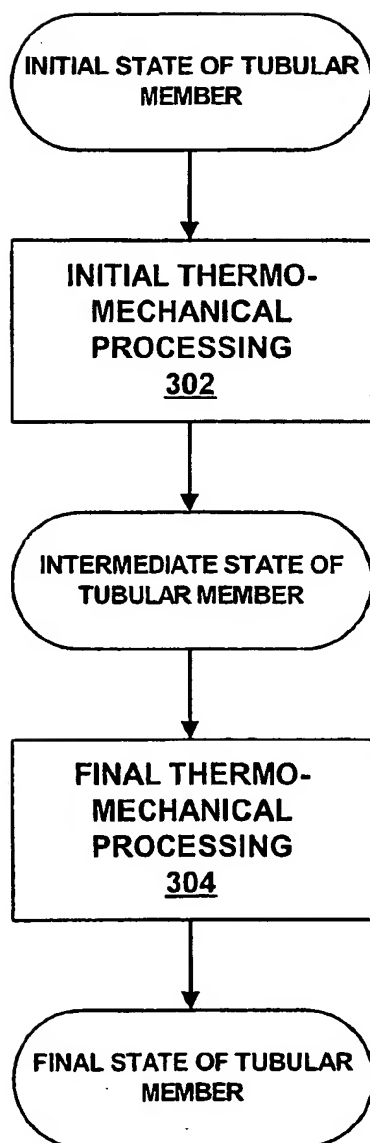 INITIAL STATE OF TUBULAR
MEMBER
INITIAL THERMO-
MECHANICAL
PROCESSING
302
INTERMEDIATE STATE OF
TUBULAR MEMBER
FINAL THERMO-
MECHANICAL
PROCESSING
304
FINAL STATE OF TUBULAR
MEMBER